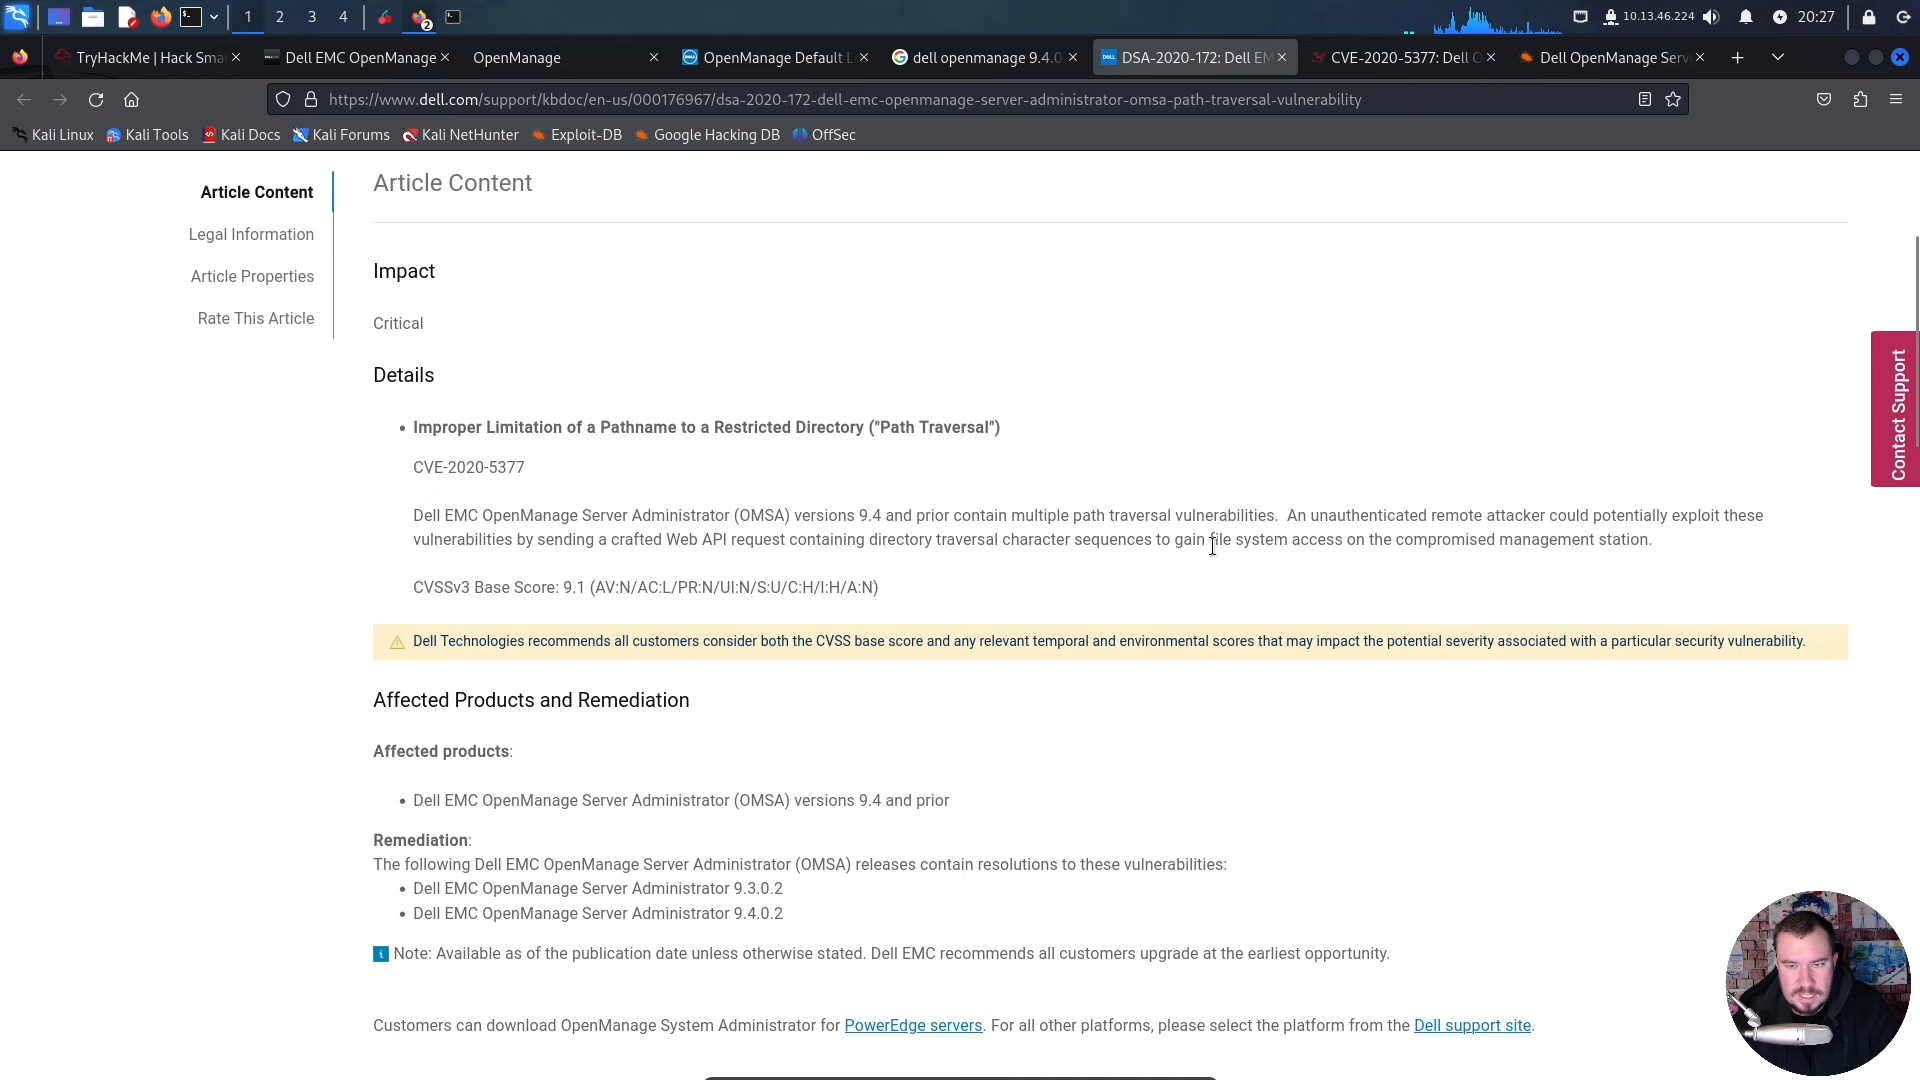 1 2 3 4 2 10.13.46.224 20:27
TryHackMe | Hack Sma
Dell EMC OpenManage
OpenManage
OpenManage Default L
dell openmanage 9.4.0
DSA-2020-172: Dell EM
CVE-2020-5377: Dell O
Dell OpenManage Serv
https://www.dell.com/support/kbdoc/en-us/000176967/dsa-2020-172-dell-emc-openmanage-server-administrator-omsa-path-traversal-vulnerability
Kali Linux Kali Tools Kali Docs Kali Forums Kali NetHunter Exploit-DB Google Hacking DB OffSec
Article Content
Legal Information
Article Properties
Rate This Article
Article Content
Impact
Critical
Details
• Improper Limitation of a Pathname to a Restricted Directory ("Path Traversal")
CVE-2020-5377
Dell EMC OpenManage Server Administrator (OMSA) versions 9.4 and prior contain multiple path traversal vulnerabilities. An unauthenticated remote attacker could potentially exploit these
vulnerabilities by sending a crafted Web API request containing directory traversal character sequences to gain file system access on the compromised management station.
CVSSv3 Base Score: 9.1 (AV:N/AC:L/PR:N/UI:N/S:U/C:H/I:H/A:N)
Dell Technologies recommends all customers consider both the CVSS base score and any relevant temporal and environmental scores that may impact the potential severity associated with a particular security vulnerability.
Affected Products and Remediation
Affected products:
• Dell EMC OpenManage Server Administrator (OMSA) versions 9.4 and prior
Remediation:
The following Dell EMC OpenManage Server Administrator (OMSA) releases contain resolutions to these vulnerabilities:
• Dell EMC OpenManage Server Administrator 9.3.0.2
• Dell EMC OpenManage Server Administrator 9.4.0.2
Note: Available as of the publication date unless otherwise stated. Dell EMC recommends all customers upgrade at the earliest opportunity.
Customers can download OpenManage System Administrator for PowerEdge servers. For all other platforms, please select the platform from the Dell support site.
Contact Support